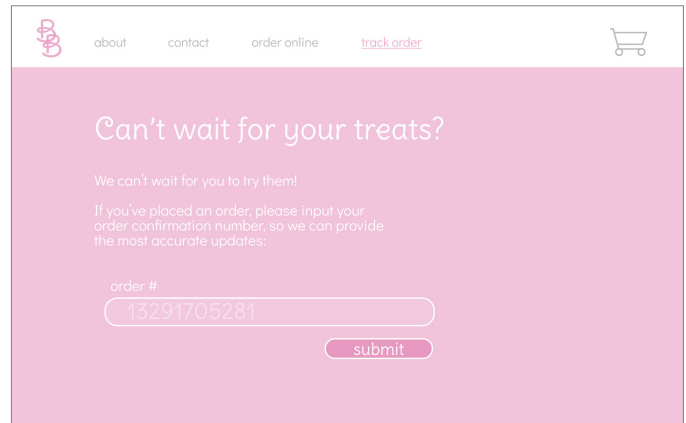 BB
about contact order online track order
Can't wait for your treats?
We can't wait for you to try them!
If you've placed an order, please input your
order confirmation number, so we can provide
the most accurate updates:
order #
13291705281
submit